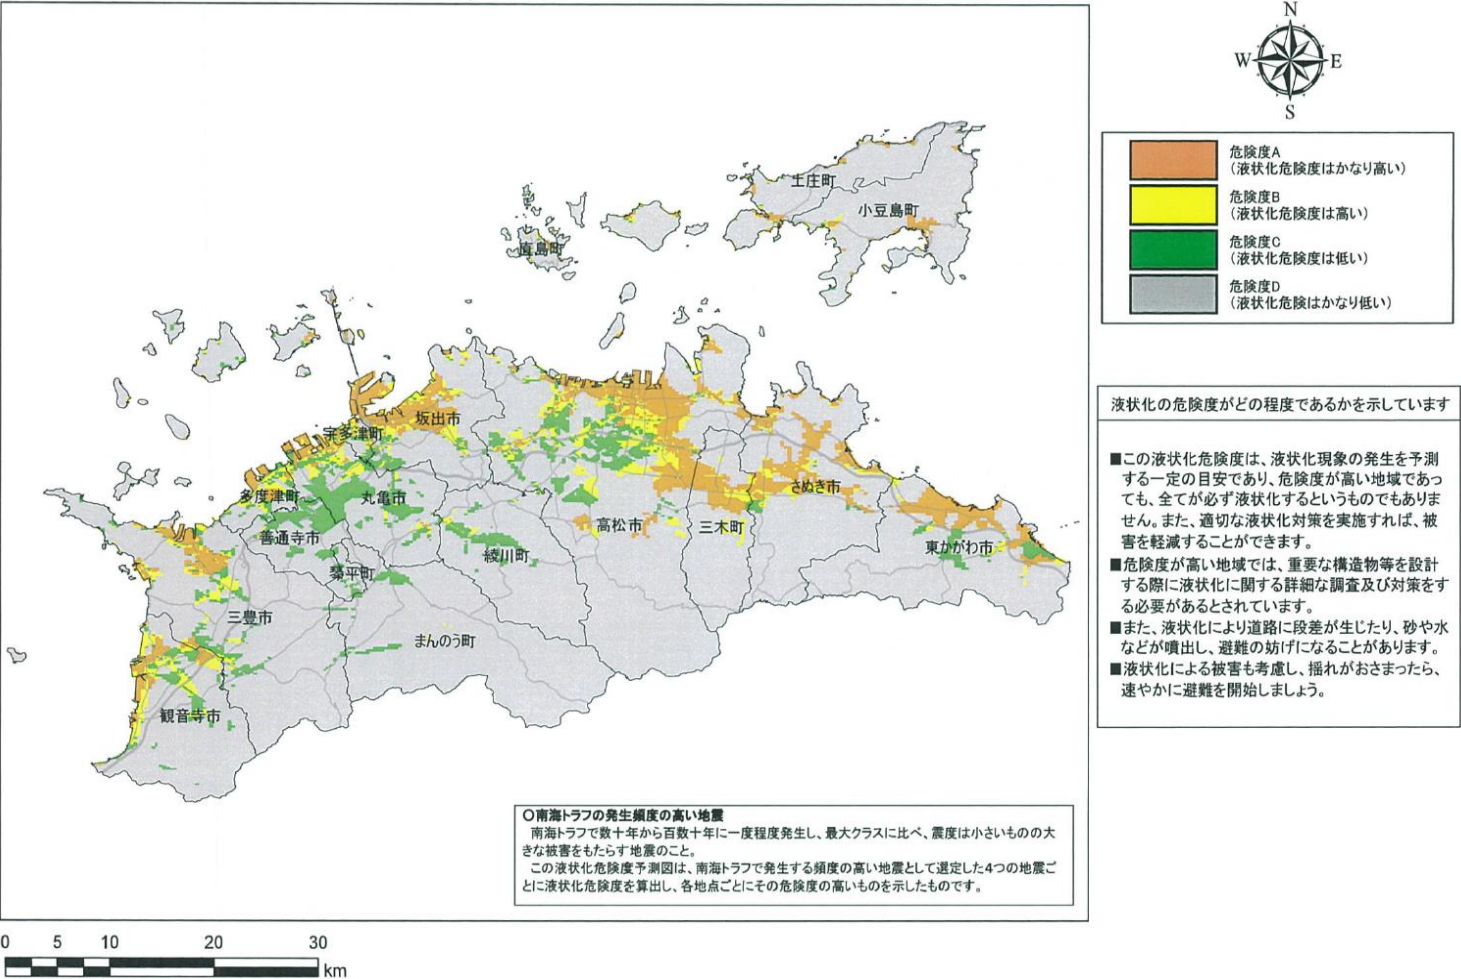 N
W
E
S
危険度A
（液状化危険度はかなり高い）
危険度B
（液状化危険度は高い）
危険度C
（液状化危険度は低い）
危険度D
（液状化危険はかなり低い）
液状化の危険度がどの程度であるかを示しています
■この液状化危険度は、液状化現象の発生を予測
する一定の目安であり、危険度が高い地域であっ
ても、全てが必ず液状化するというものでもありま
せん。また、適切な液状化対策を実施すれば、被
害を軽減することができます。
■危険度が高い地域では、重要な構造物等を設計
する際に液状化に関する詳細な調査及び対策をす
る必要があるとされています。
■また、液状化により道路に段差が生じたり、砂や水
などが噴出し、避難の妨げになることがあります。
■液状化による被害も考慮し、揺れがおさまったら、
速やかに避難を開始しましょう。
土庄町
小豆島町
直島町
坂出市
宇多津町
多度津町
丸亀市
さぬき市
高松市
三木町
善通寺市
綾川町
東かがわ市
琴平町
三豊市
まんのう町
観音寺市
〇南海トラフの発生頻度の高い地震
南海トラフで数十年から百数十年に一度程度発生し、最大クラスに比べ、震度は小さいものの大
きな被害をもたらす地震のこと。
この液状化危険度予測図は、南海トラフで発生する頻度の高い地震として選定した4つの地震ご
とに液状化危険度を算出し、各地点ごとにその危険度の高いものを示したものです。
0 5 10 20 30
km